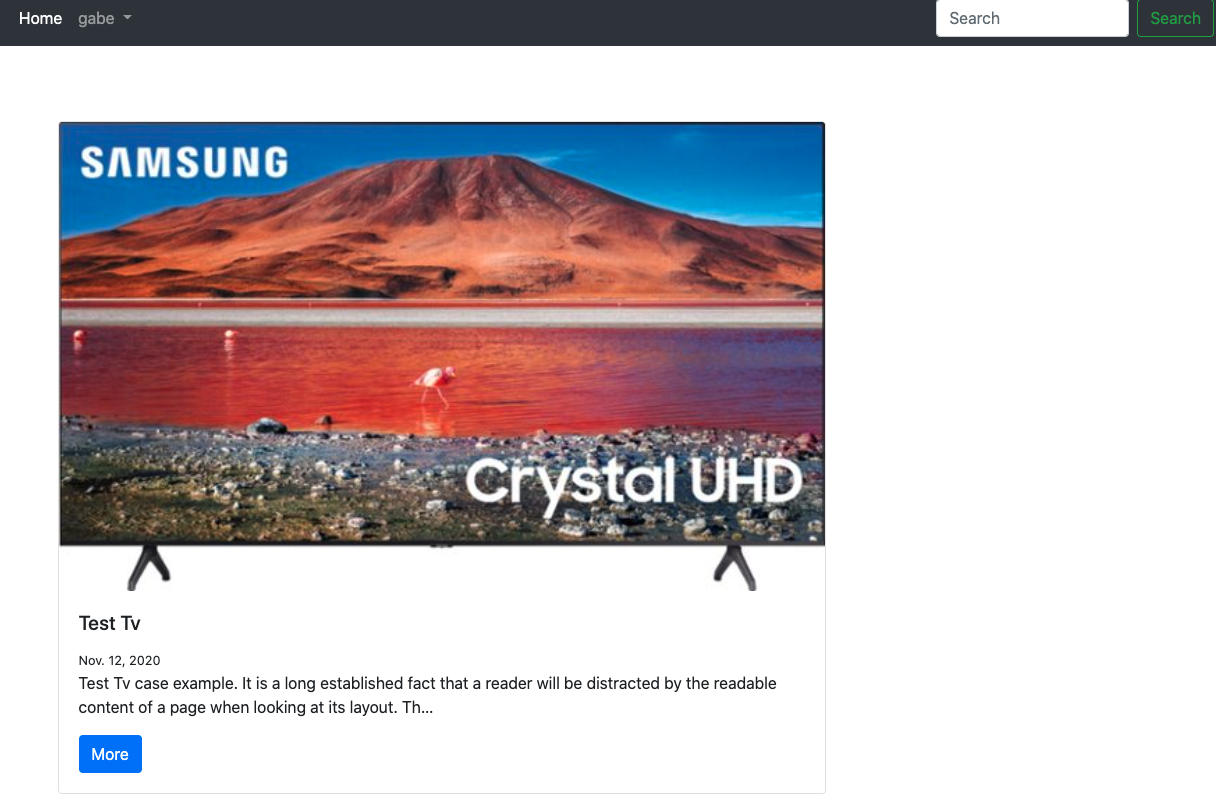 Home gabe Search Search
SAMSUNG
Crystal UHD
Test Tv
Nov. 12, 2020
Test Tv case example. It is a long established fact that a reader will be distracted by the readable
content of a page when looking at its layout. Th...
More